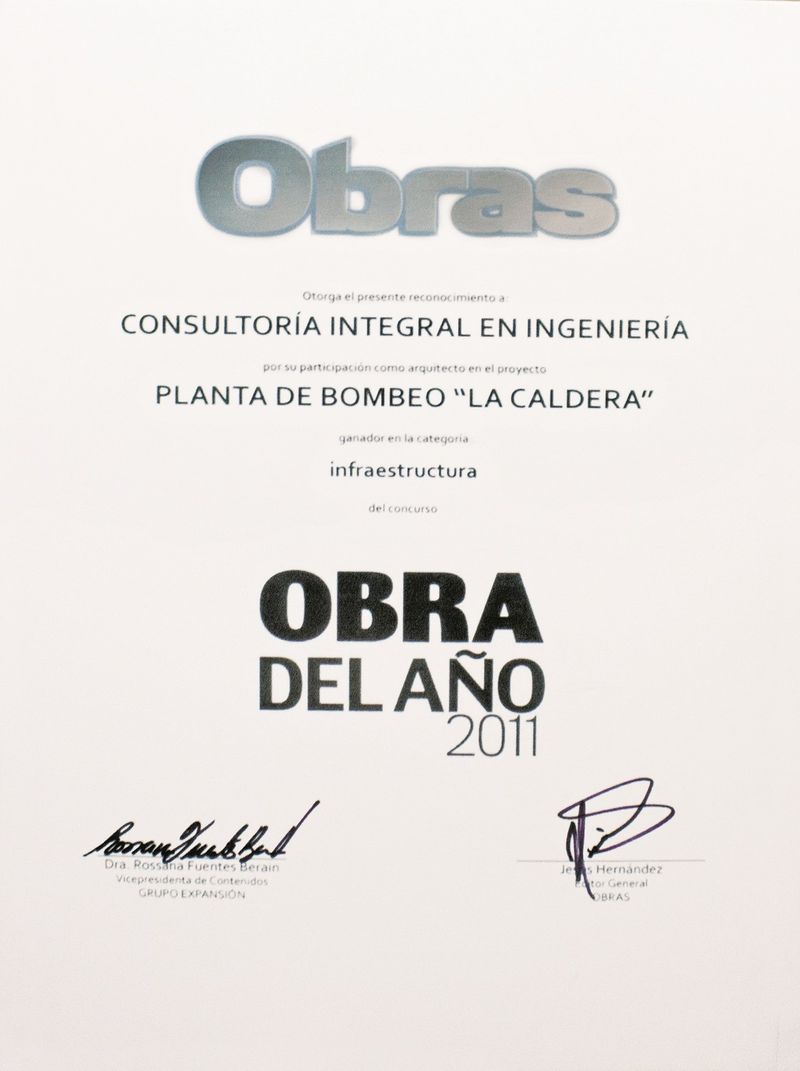 Obras
Otorga el presente reconocimiento a:
CONSULTORÍA INTEGRAL EN INGENIERÍA
por su participación como arquitecto en el proyecto
PLANTA DE BOMBEO “LA CALDERA”
ganador en la categoría
infraestructura
del concurso
OBRA
DEL AÑO
2011
Dra. Rossana Fuentes Berain
Vicepresidenta de Contenidos
GRUPO EXPANSIÓN
Jesús Hernández
Editor General
OBRAS